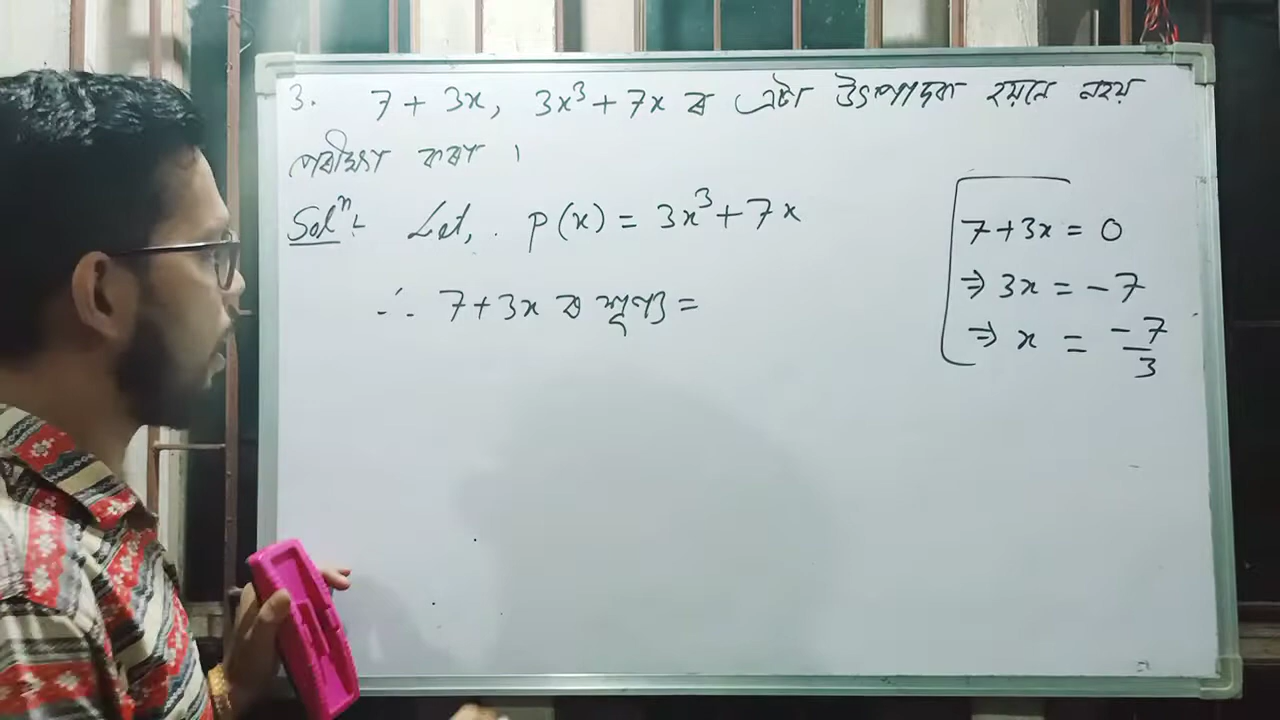 3. 7 + 3x, 3x³ + 7x ৰ এটা উৎপাদক হয়নে নহয়
পৰীক্ষা কৰা ।
Solⁿ:- Let, p(x) = 3x³ + 7x
∴ 7 + 3x ৰ শূন্য =
7 + 3x = 0
⇒ 3x = -7
⇒ x = -7/3